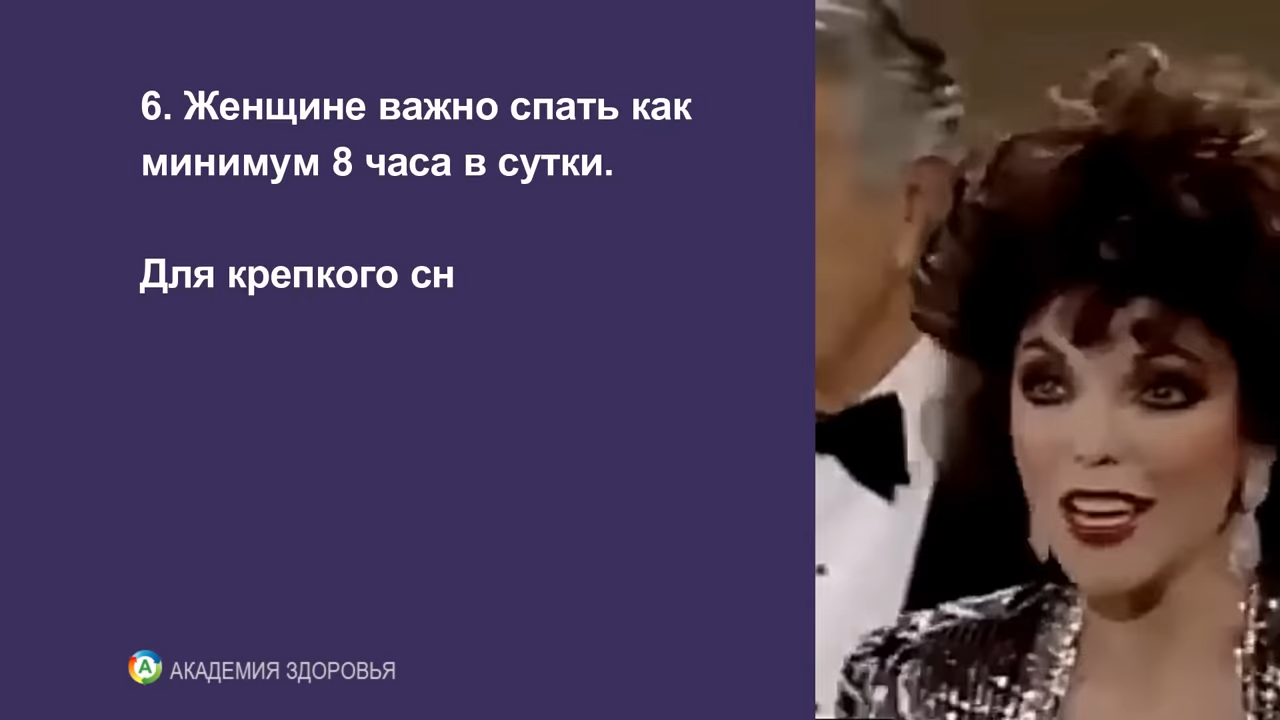 6. Женщине важно спать как
минимум 8 часа в сутки.
Для крепкого сн
А АКАДЕМИЯ ЗДОРОВЬЯ